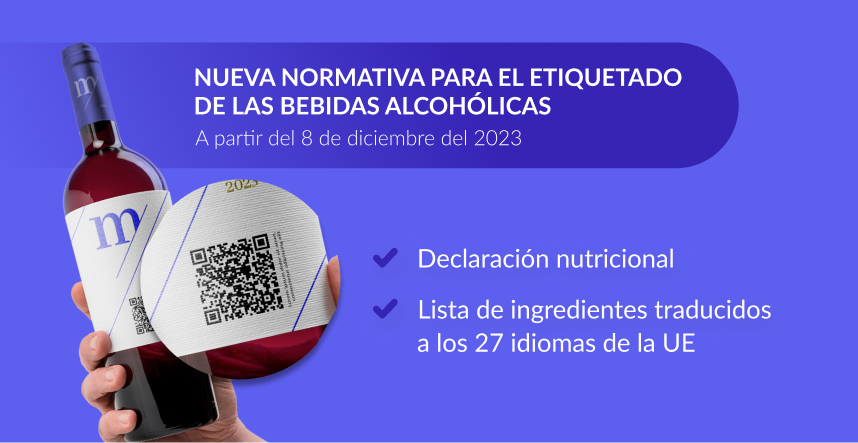 NUEVA NORMATIVA PARA EL ETIQUETADO
DE LAS BEBIDAS ALCOHÓLICAS
A partir del 8 de diciembre del 2023
m
m
2023
Declaración nutricional
Lista de ingredientes traducidos
a los 27 idiomas de la UE